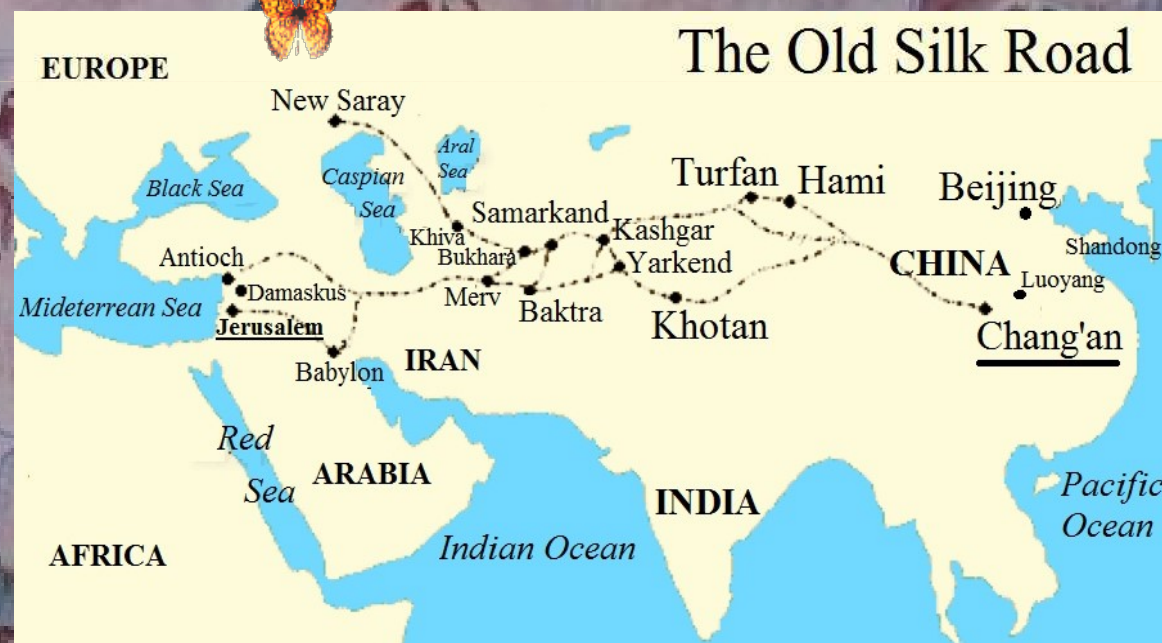 The Old Silk Road
EUROPE
New Saray
Aral
Sea
Caspian
Sea
Black Sea
Turfan
Hami
Beijing
Samarkand
Khiva
Bukhara
Kashgar
Shandong
Antioch
Yarkend
CHINA
Luoyang
Damaskus
Merv
Baktra
Mideterrean Sea
Jerusalem
Khotan
Chang'an
Babylon
IRAN
Red
Sea
ARABIA
INDIA
Pacific
Ocean
Indian Ocean
AFRICA